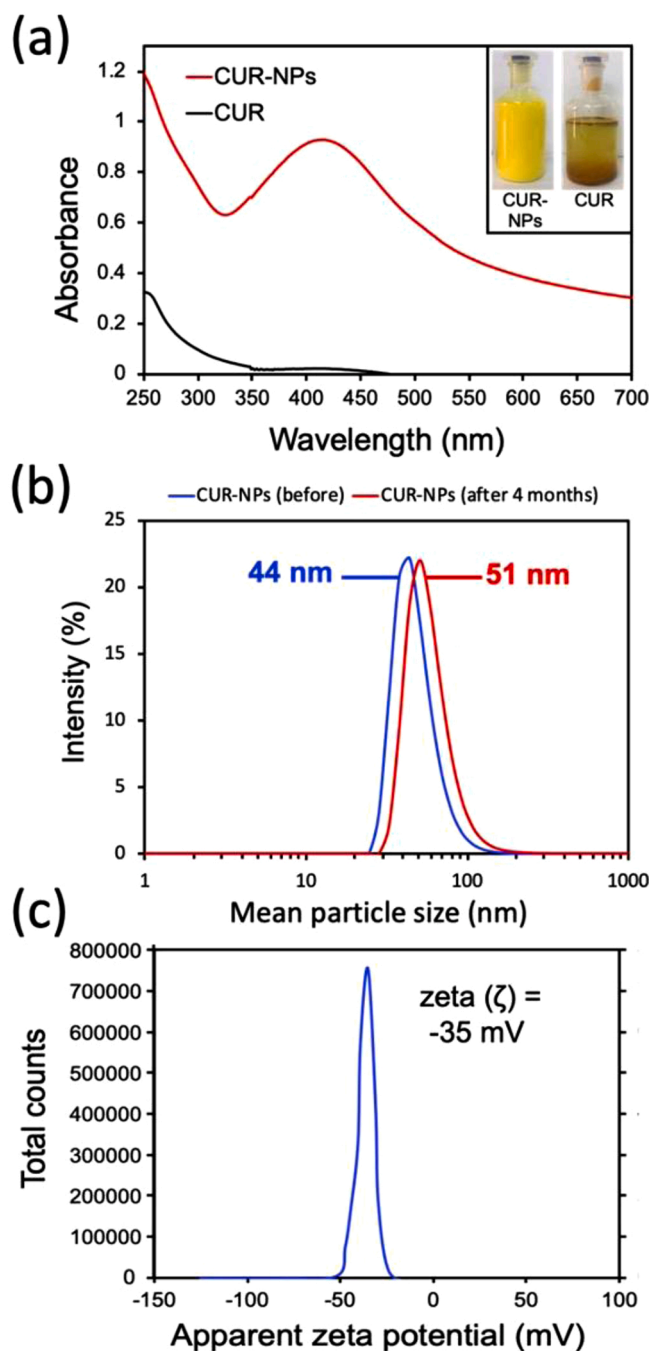 (a)
1.2
1
0.8
0.6
0.4
0.2
0
Absorbance
CUR-NPs
CUR
CUR-
NPs
CUR
250 300 350 400 450 500 550 600 650 700
Wavelength (nm)
(b)
CUR-NPs (before) CUR-NPs (after 4 months)
25
20
15
10
5
0
Intensity (%)
44 nm
51 nm
1 10 100 1000
Mean particle size (nm)
(c)
800000
700000
600000
500000
400000
300000
200000
100000
0
Total counts
zeta (ζ) =
-35 mV
-150 -100 -50 0 50 100
Apparent zeta potential (mV)